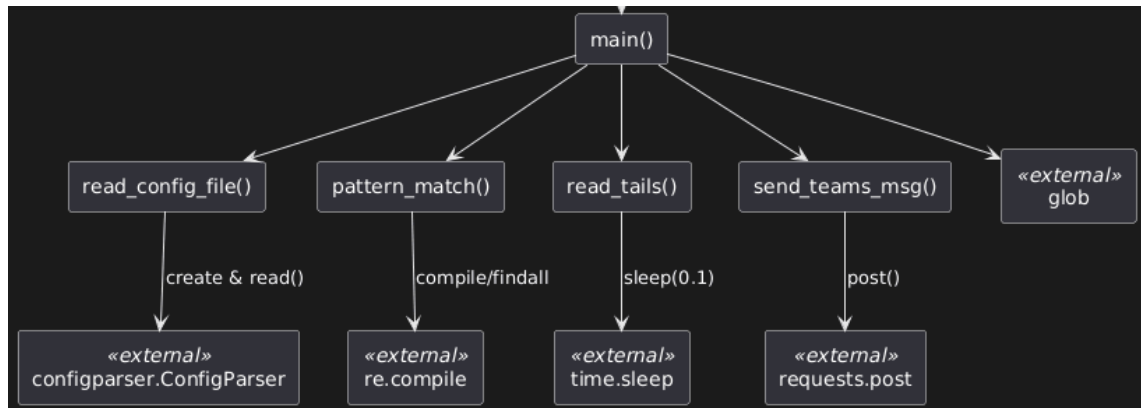 main()
read_config_file()
pattern_match()
read_tails()
send_teams_msg()
«external»
glob
create & read()
compile/findall
sleep(0.1)
post()
«external»
configparser.ConfigParser
«external»
re.compile
«external»
time.sleep
«external»
requests.post